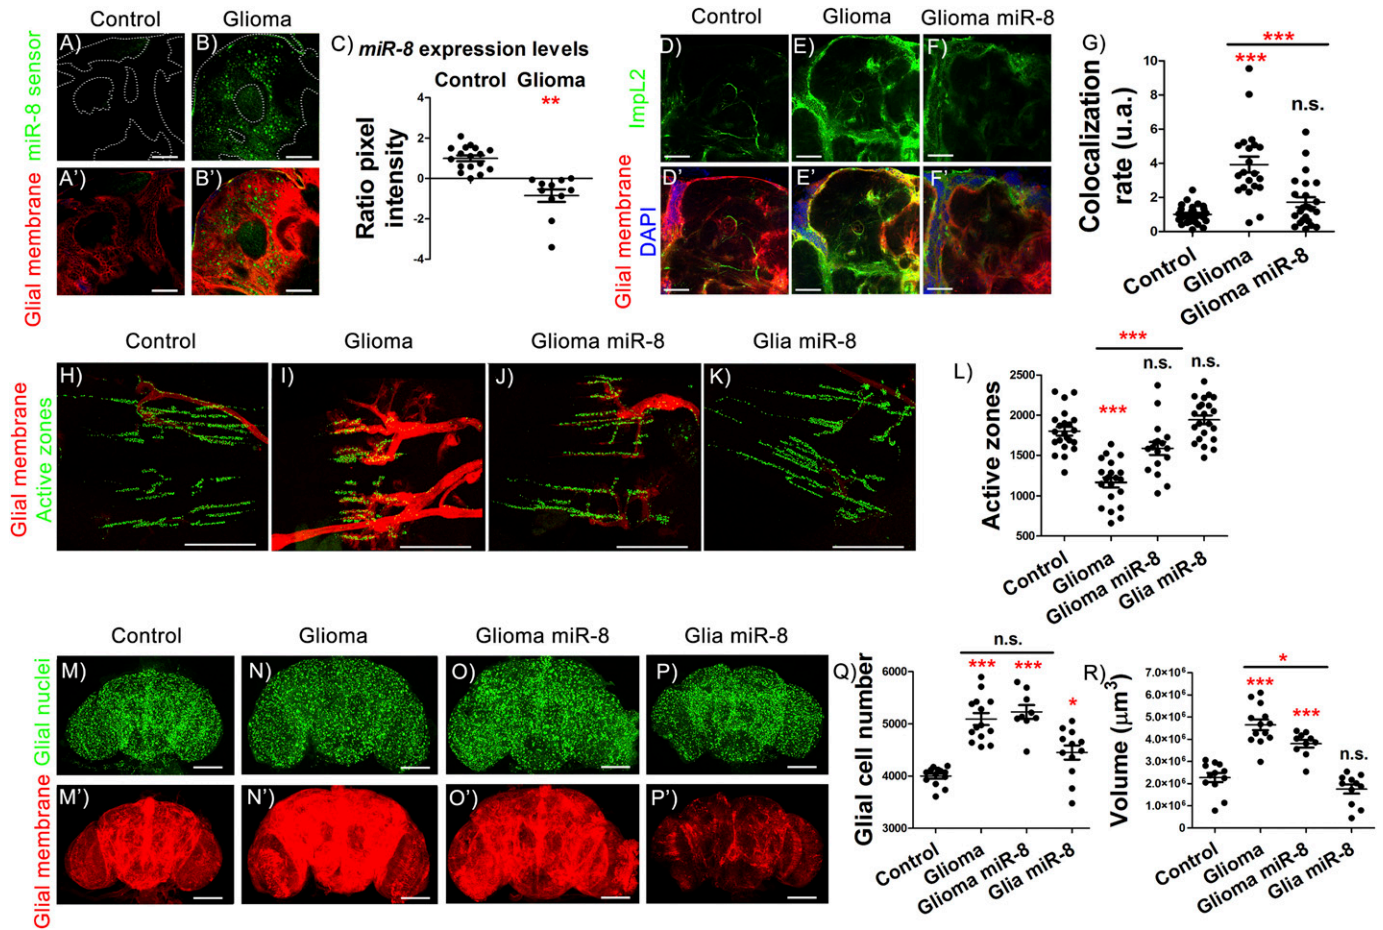 Control Glioma
A) B)
miR-8 sensor
A') B')
Glial membrane
C) miR-8 expression levels
Control Glioma
**
Ratio pixel
intensity
4
2
0
-2
-4
Control Glioma Glioma miR-8
D) E) F)
ImpL2
D') E') F')
Glial membrane
DAPI
G)
***
***
n.s.
Colocalization
rate (u.a.)
10
8
6
4
2
0
Control
Glioma
Glioma miR-8
Control Glioma Glioma miR-8 Glia miR-8
H) I) J) K)
Glial membrane
Active zones
L)
***
n.s. n.s.
***
Active zones
2500
2000
1500
1000
500
Control
Glioma
Glioma miR-8
Glia miR-8
Control Glioma Glioma miR-8 Glia miR-8
M) N) O) P)
Glial nuclei
M') N') O') P')
Glial membrane
Q)
n.s.
*** ***
*
Glial cell number
6000
5000
4000
3000
Control
Glioma
Glioma miR-8
Glia miR-8
R)
*
***
***
n.s.
Volume (μm³)
7.0×10⁶
6.0×10⁶
5.0×10⁶
4.0×10⁶
3.0×10⁶
2.0×10⁶
1.0×10⁶
0
Control
Glioma
Glioma miR-8
Glia miR-8